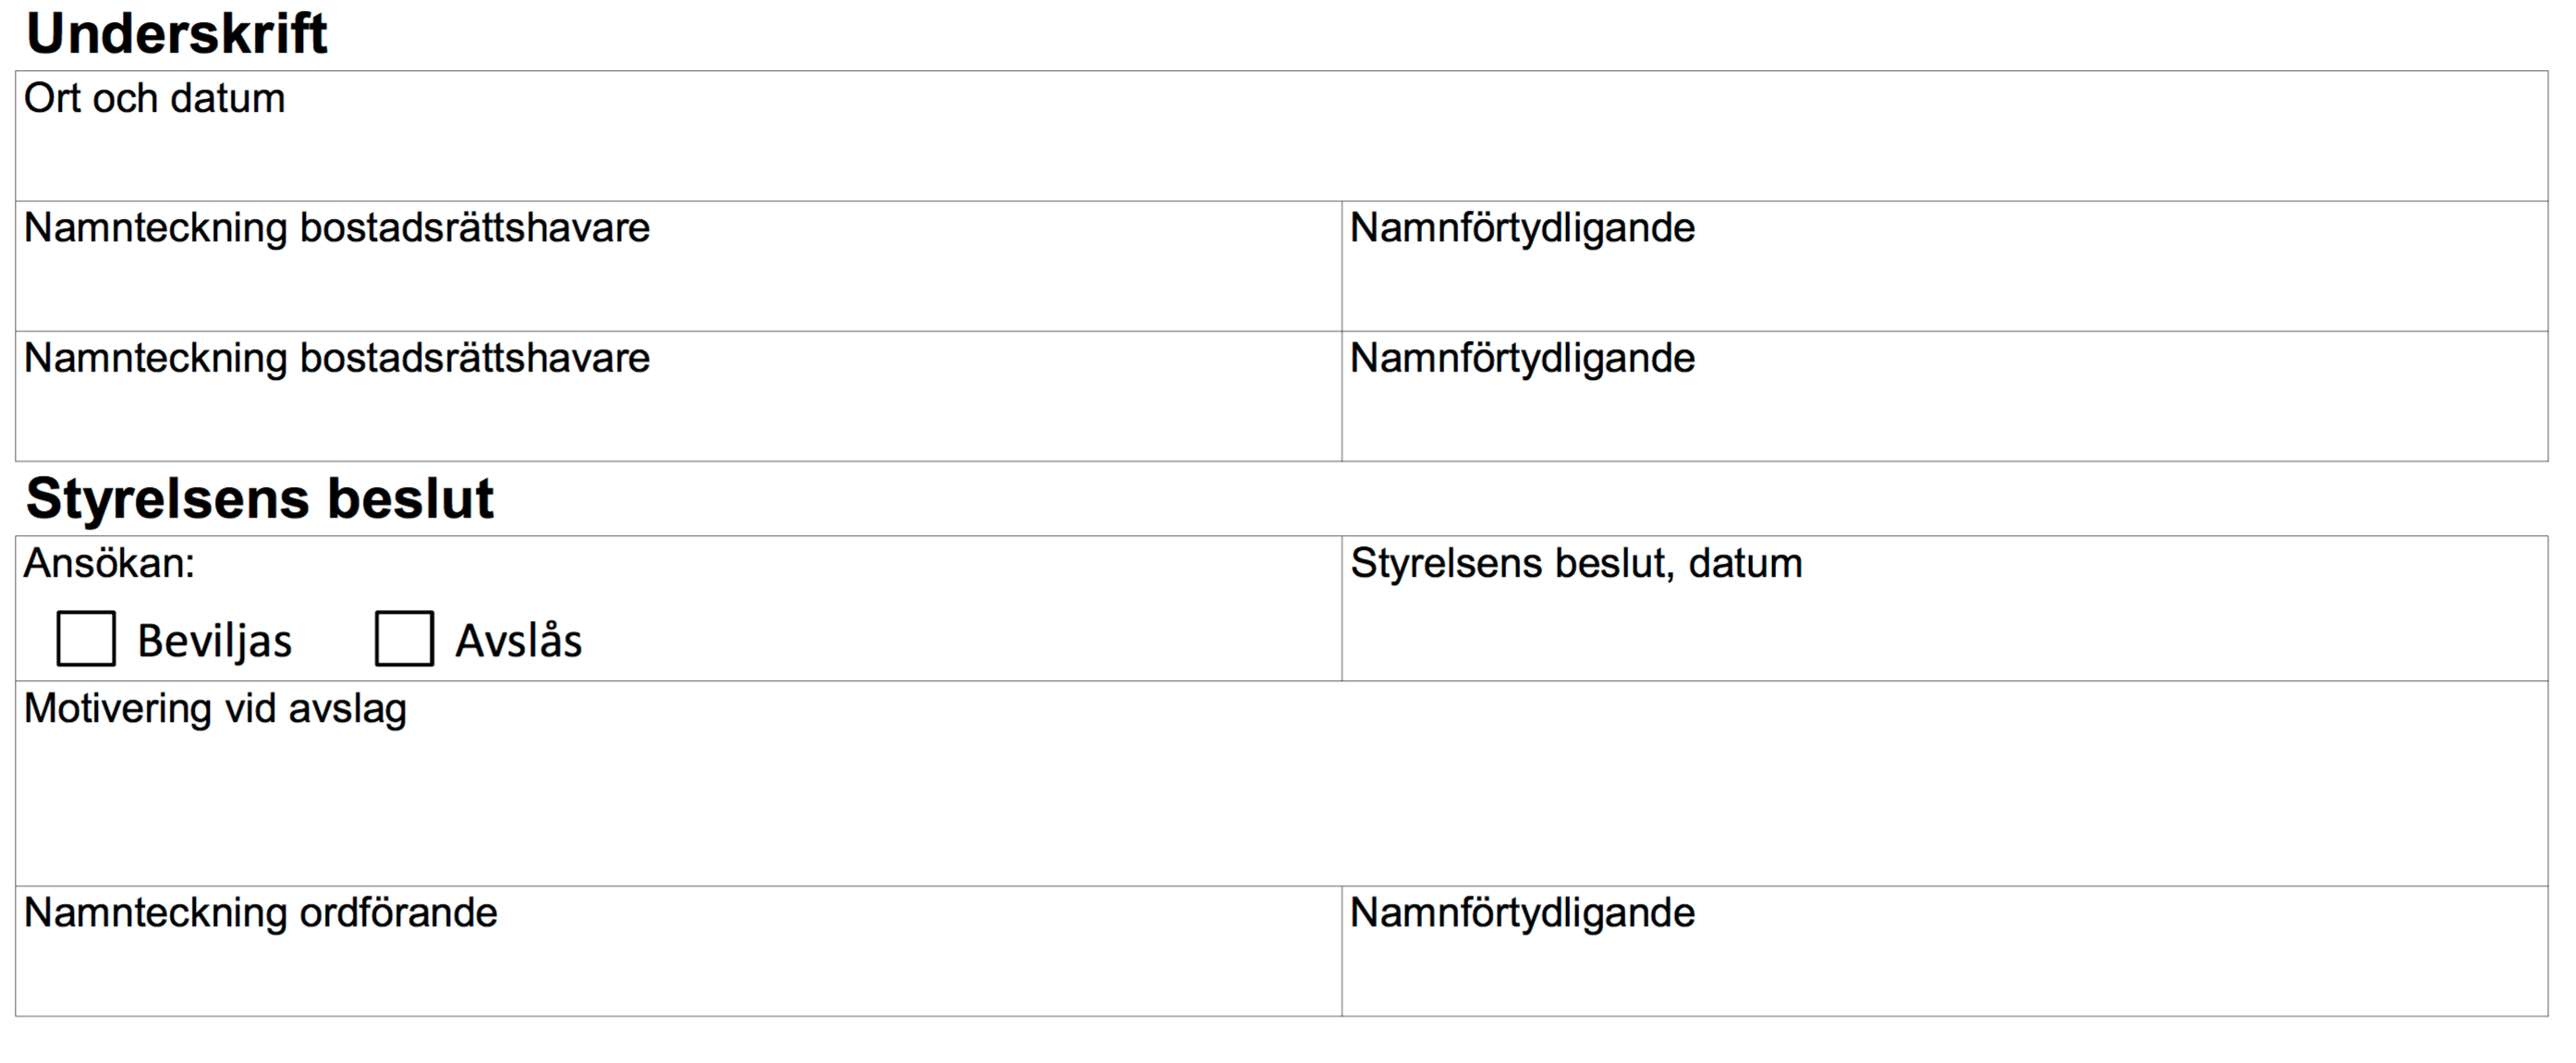 Underskrift
Ort och datum
Namnteckning bostadsrättshavare Namnförtydligande
Namnteckning bostadsrättshavare Namnförtydligande
Styrelsens beslut
Ansökan: Styrelsens beslut, datum
Beviljas Avslås
Motivering vid avslag
Namnteckning ordförande Namnförtydligande